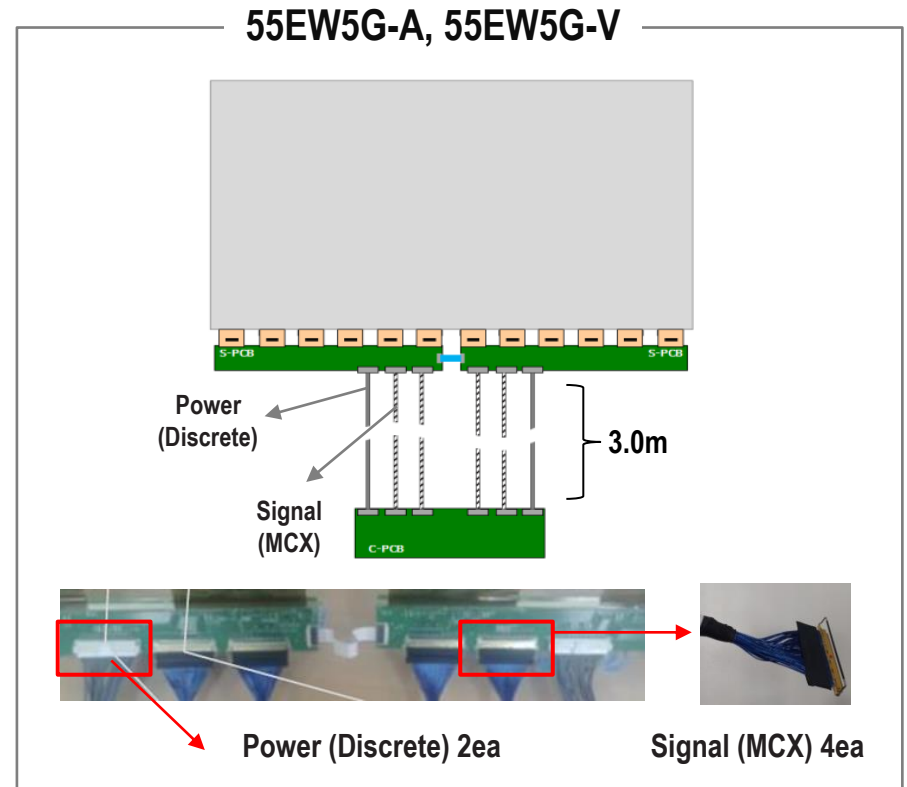 55EW5G-A, 55EW5G-V
S-PCB
S-PCB
Power
(Discrete)
3.0m
Signal
(MCX)
C-PCB
Power (Discrete) 2ea
Signal (MCX) 4ea